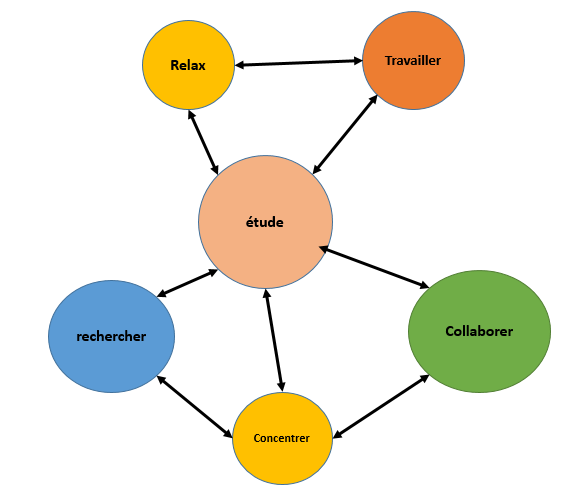 Relax
Travailler
étude
rechercher
Collaborer
Concentrer